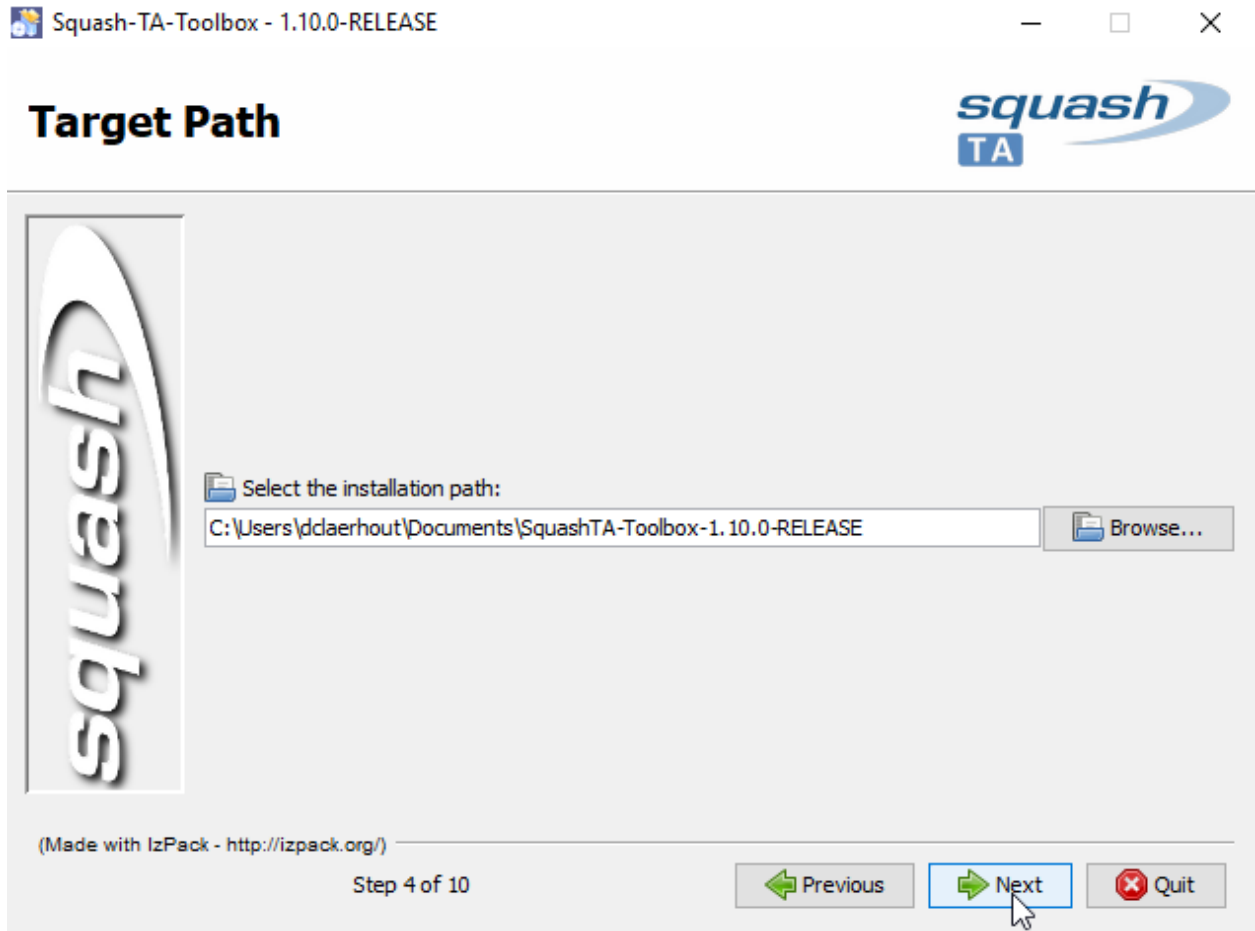 Squash-TA-Toolbox - 1.10.0-RELEASE
Target Path
squash
TA
squash
Select the installation path:
C:\Users\dclaerhout\Documents\SquashTA-Toolbox-1.10.0-RELEASE
Browse...
(Made with IzPack - http://izpack.org/)
Step 4 of 10
Previous
Next
Quit